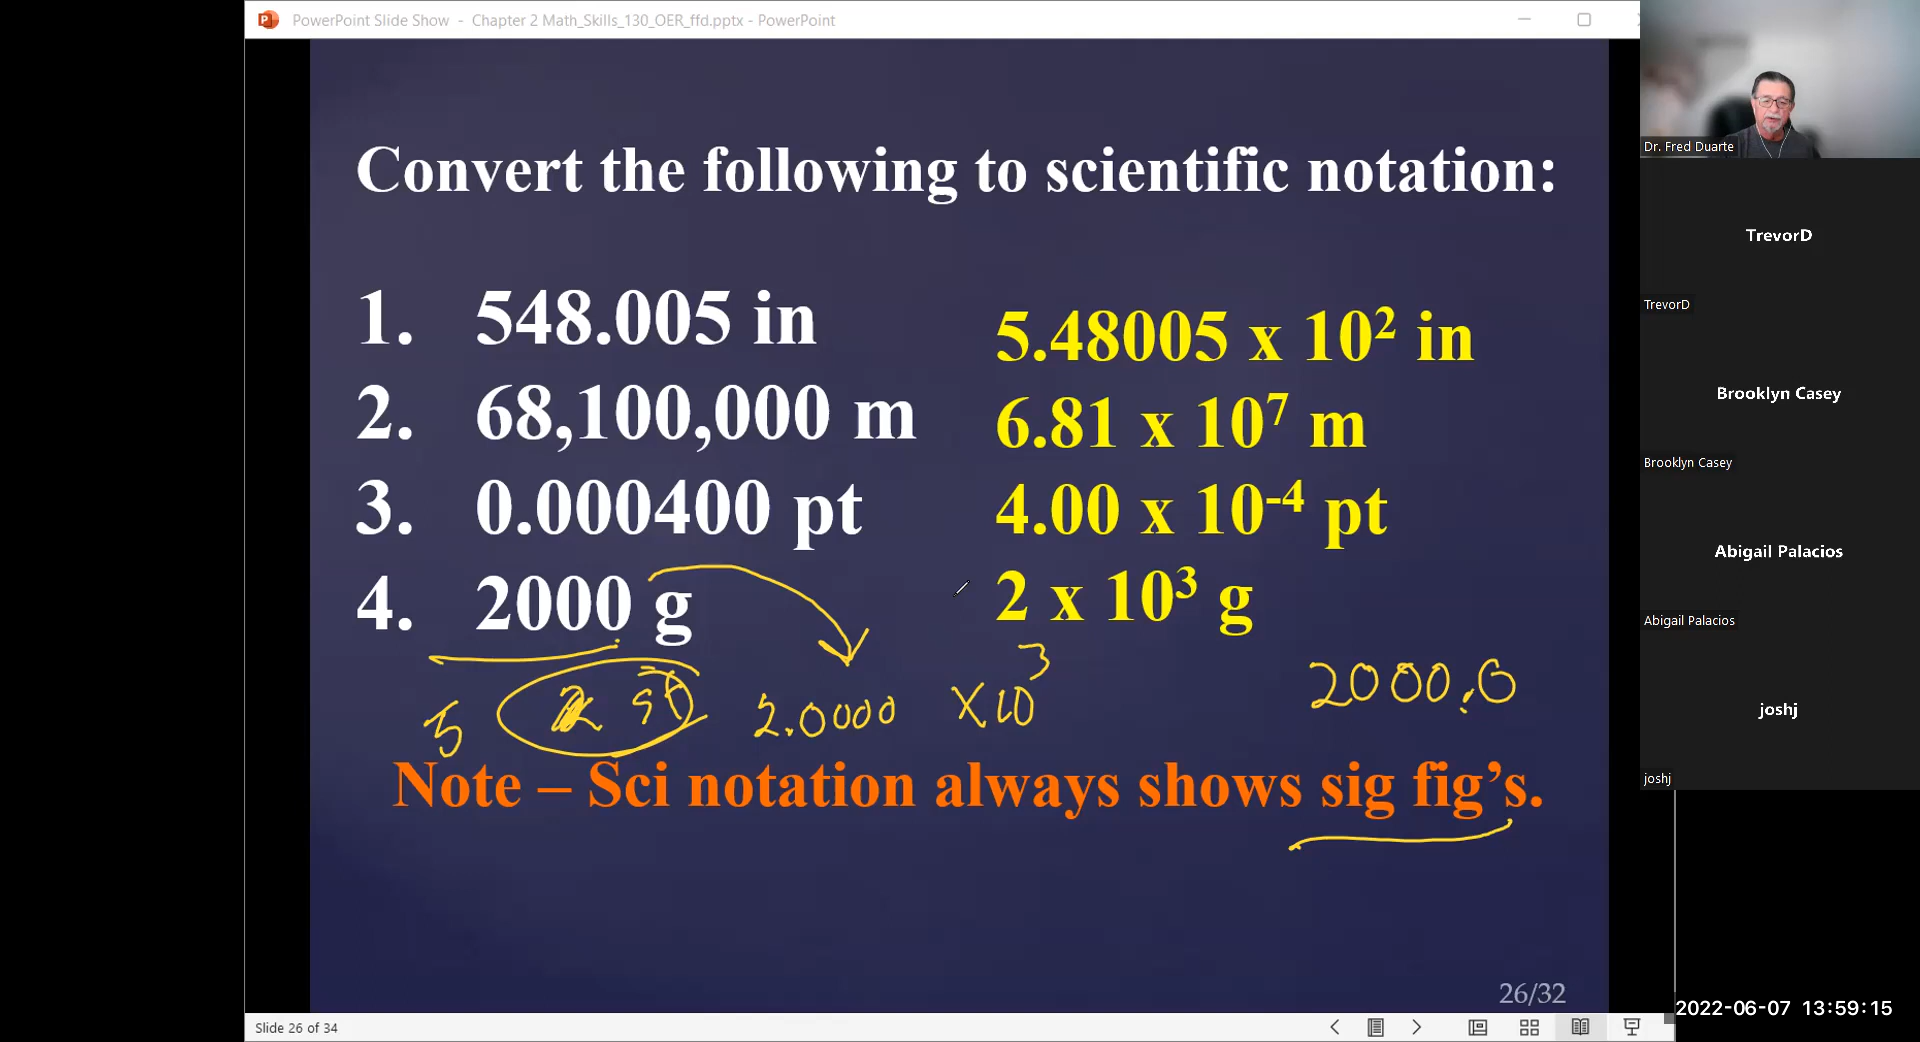 PowerPoint Slide Show - Chapter 2 Math_Skills_130_OER_ffd.pptx - PowerPoint
Convert the following to scientific notation:
1. 548.005 in 5.48005 x 10² in
2. 68,100,000 m 6.81 x 10⁷ m
3. 0.000400 pt 4.00 x 10⁻⁴ pt
4. 2000 g 2 x 10³ g
5 sf 2.0000 x10³ 2000.0
Note – Sci notation always shows sig fig’s.
26/32
Slide 26 of 34
Dr. Fred Duarte
TrevorD
TrevorD
Brooklyn Casey
Brooklyn Casey
Abigail Palacios
Abigail Palacios
joshj
joshj
2022-06-07 13:59:15